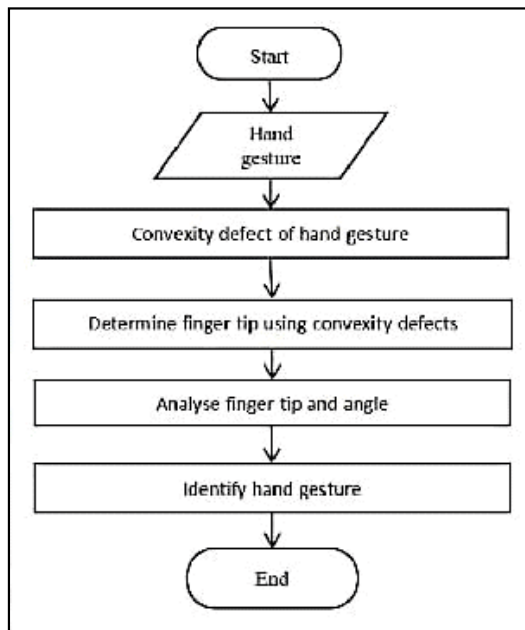 Start
Hand
gesture
Convexity defect of hand gesture
Determine finger tip using convexity defects
Analyse finger tip and angle
Identify hand gesture
End